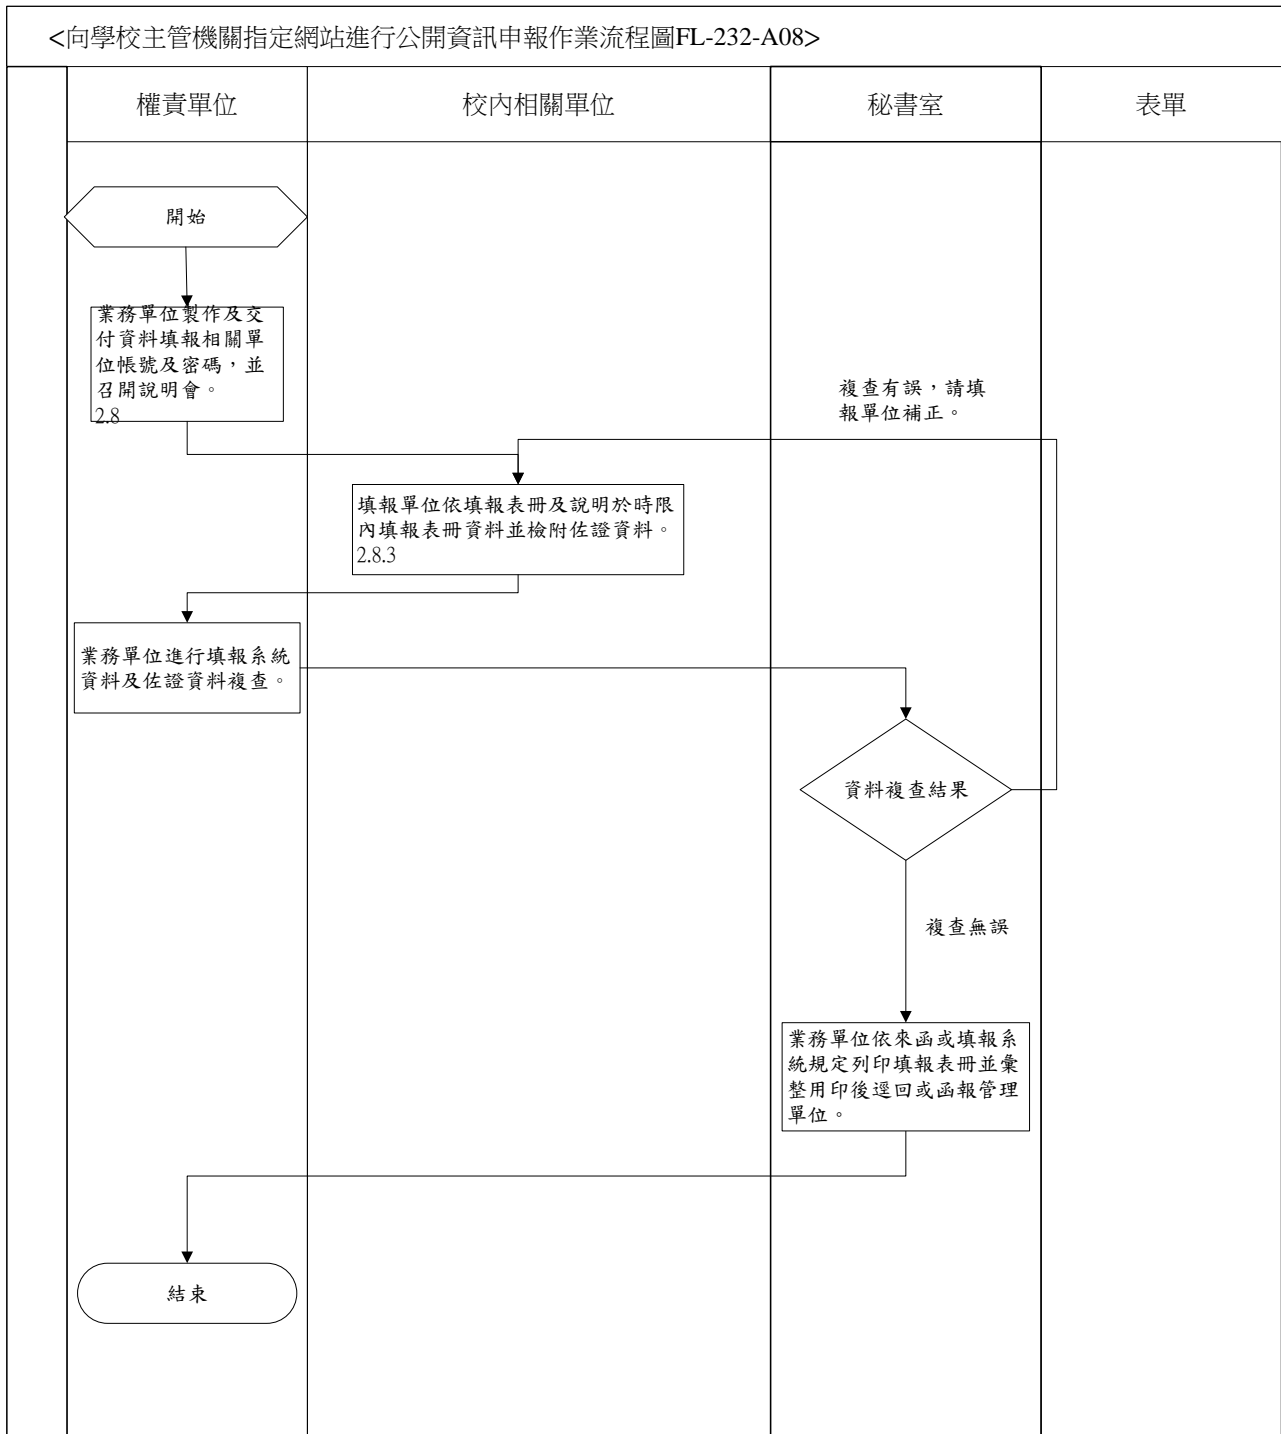 <向學校主管機關指定網站進行公開資訊申報作業流程圖FL-232-A08>
權責單位
校內相關單位
秘書室
表單
開始
業務單位製作及交
付資料填報相關單
位帳號及密碼，並
召開說明會。
2.8
複查有誤，請填
報單位補正。
填報單位依填報表冊及說明於時限
內填報表冊資料並檢附佐證資料。
2.8.3
業務單位進行填報系統
資料及佐證資料複查。
資料複查結果
複查無誤
業務單位依來函或填報系
統規定列印填報表冊並彙
整用印後逕回或函報管理
單位。
結束